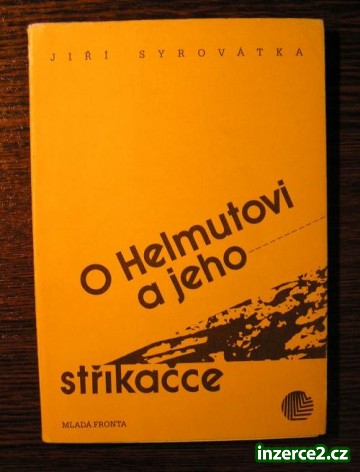 JIŘÍ SYROVÁTKA
O Helmutovi
a jeho
stříkačce
MLADÁ FRONTA
inzerce2.cz